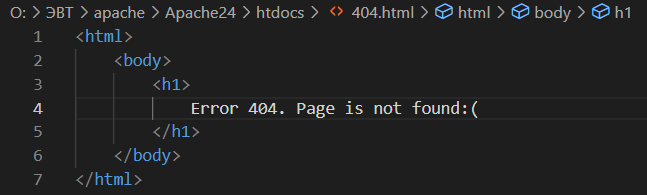 O: > ЭВТ > apache > Apache24 > htdocs > <> 404.html > html > body > h1
1 <html>
2 <body>
3 <h1>
4 Error 404. Page is not found:(
5 </h1>
6 </body>
7 </html>